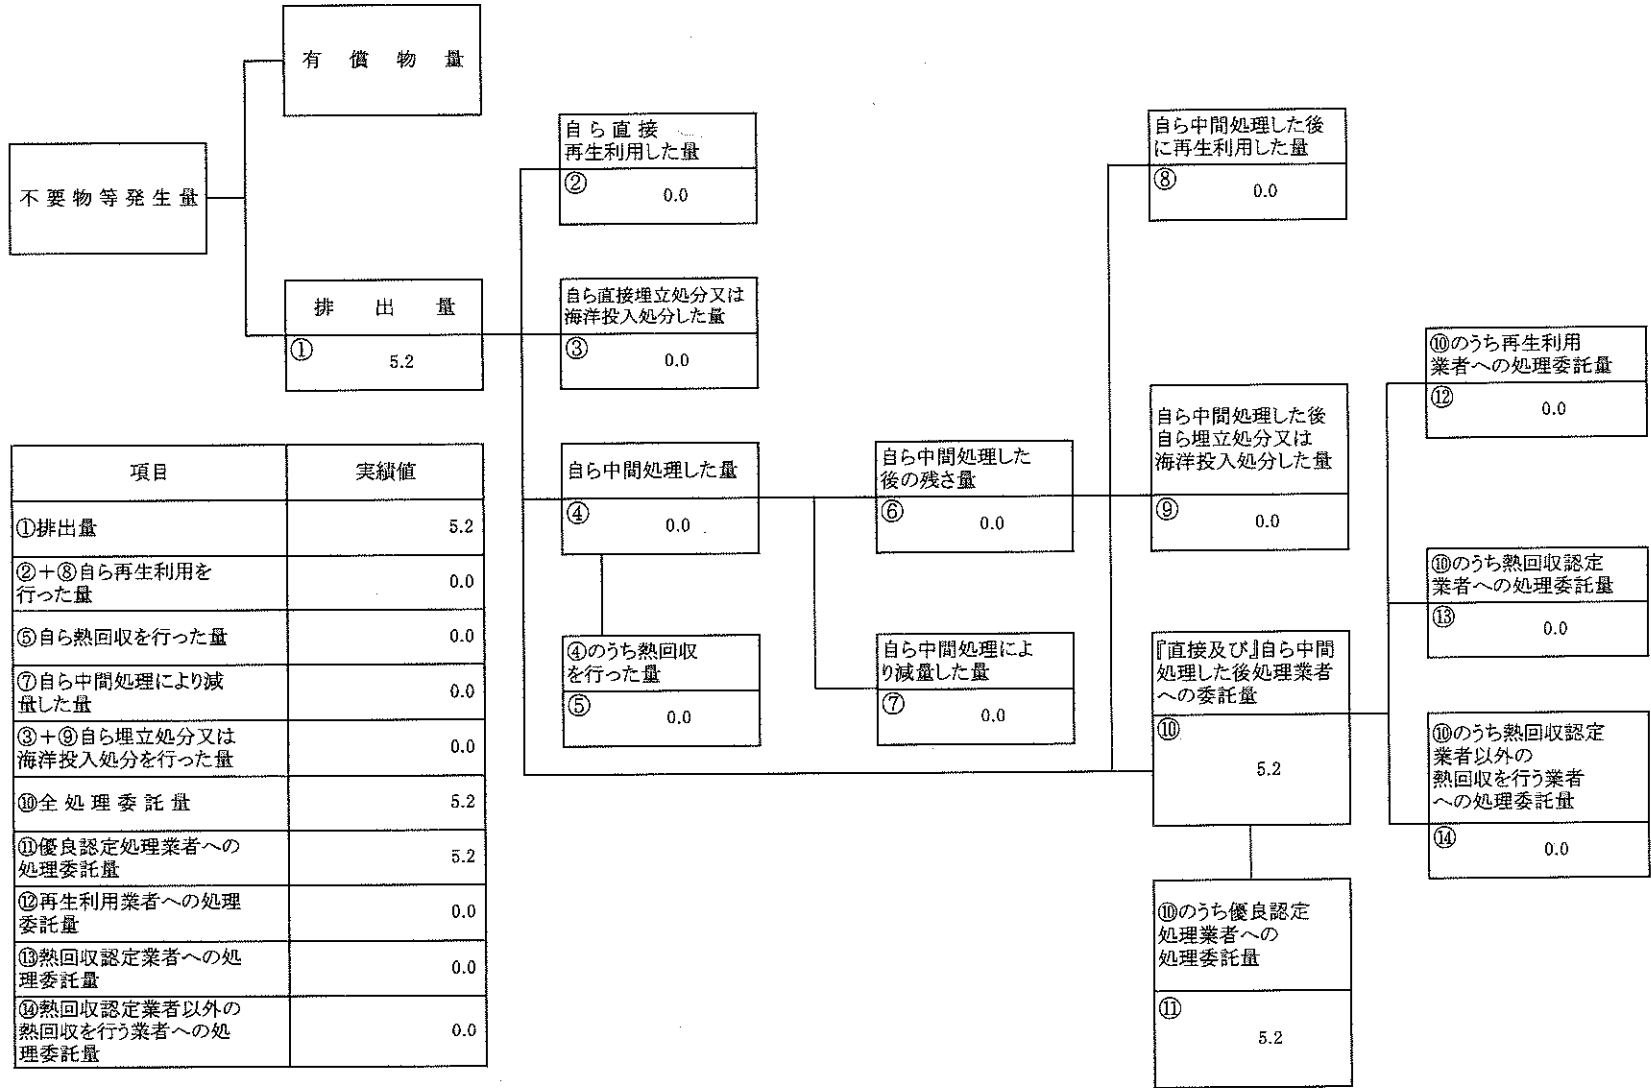 有償物量
不要物等発生量
排出量
①
5.2
自ら直接
再生利用した量
②
0.0
自ら直接埋立処分又は
海洋投入処分した量
③
0.0
自ら中間処理した量
④
0.0
④のうち熱回収
を行った量
⑤
0.0
自ら中間処理した
後の残さ量
⑥
0.0
自ら中間処理によ
り減量した量
⑦
0.0
自ら中間処理した後
に再生利用した量
⑧
0.0
自ら中間処理した後
自ら埋立処分又は
海洋投入処分した量
⑨
0.0
『直接及び』自ら中間
処理した後処理業者
への委託量
⑩
5.2
⑩のうち優良認定
処理業者への
処理委託量
⑪
5.2
⑩のうち再生利用
業者への処理委託量
⑫
0.0
⑩のうち熱回収認定
業者への処理委託量
⑬
0.0
⑩のうち熱回収認定
業者以外の
熱回収を行う業者
への処理委託量
⑭
0.0
項目 実績値
①排出量 5.2
②+⑧自ら再生利用を
行った量 0.0
⑤自ら熱回収を行った量 0.0
⑦自ら中間処理により減
量した量 0.0
③+⑨自ら埋立処分又は
海洋投入処分を行った量 0.0
⑩全処理委託量 5.2
⑪優良認定処理業者への
処理委託量 5.2
⑫再生利用業者への処理
委託量 0.0
⑬熱回収認定業者への処
理委託量 0.0
⑭熱回収認定業者以外の
熱回収を行う業者への処
理委託量 0.0